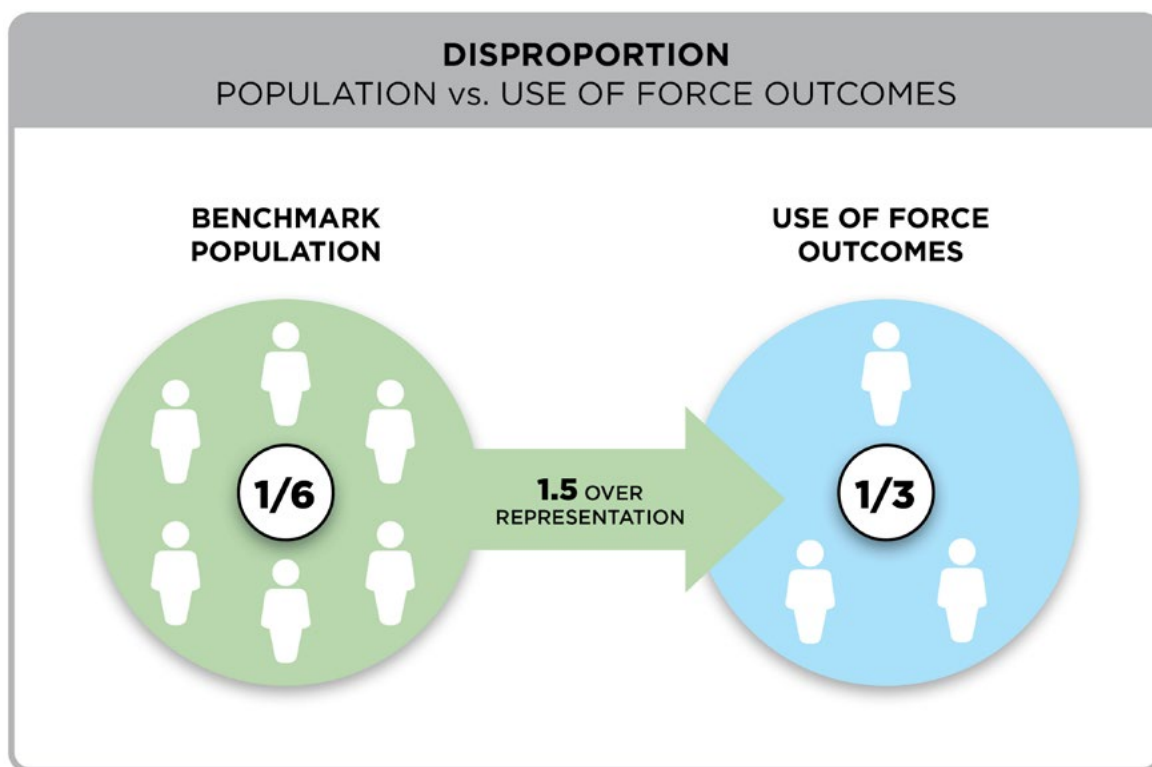 DISPROPORTION
POPULATION vs. USE OF FORCE OUTCOMES
BENCHMARK
POPULATION
USE OF FORCE
OUTCOMES
1/6
1.5 OVER
REPRESENTATION
1/3